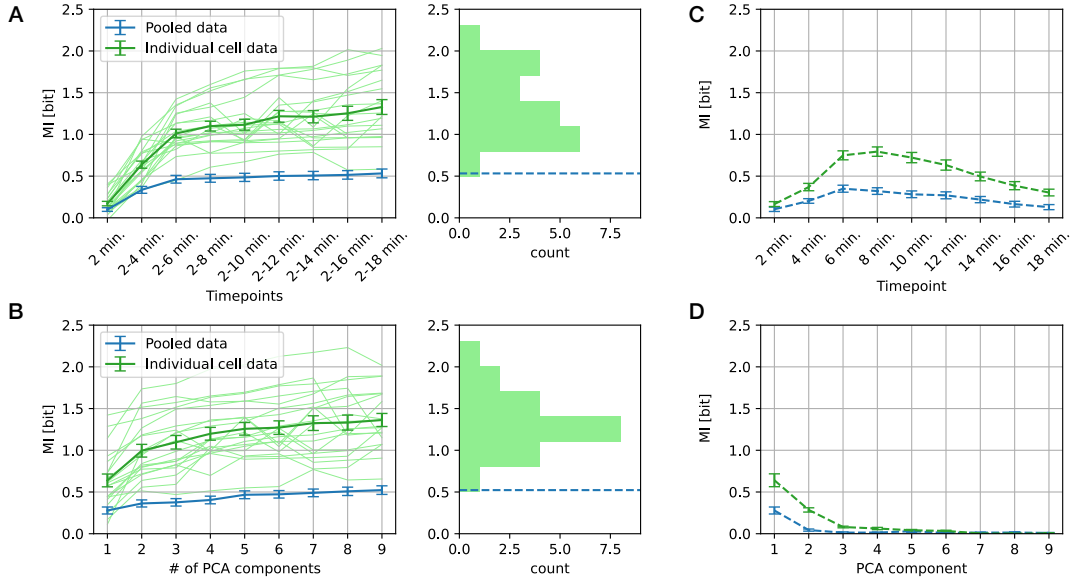 A
Pooled data
Individual cell data
MI [bit]
2.5
2.0
1.5
1.0
0.5
0.0
2 min.
2-4 min.
2-6 min.
2-8 min.
2-10 min.
2-12 min.
2-14 min.
2-16 min.
2-18 min.
Timepoints
2.5
2.0
1.5
1.0
0.5
0.0
0.0
2.5
5.0
7.5
count
C
MI [bit]
2.5
2.0
1.5
1.0
0.5
0.0
2 min.
4 min.
6 min.
8 min.
10 min.
12 min.
14 min.
16 min.
18 min.
Timepoint
B
Pooled data
Individual cell data
MI [bit]
2.5
2.0
1.5
1.0
0.5
0.0
1 2 3 4 5 6 7 8 9
# of PCA components
2.5
2.0
1.5
1.0
0.5
0.0
0.0 2.5 5.0 7.5
count
D
MI [bit]
2.5
2.0
1.5
1.0
0.5
0.0
1 2 3 4 5 6 7 8 9
PCA component